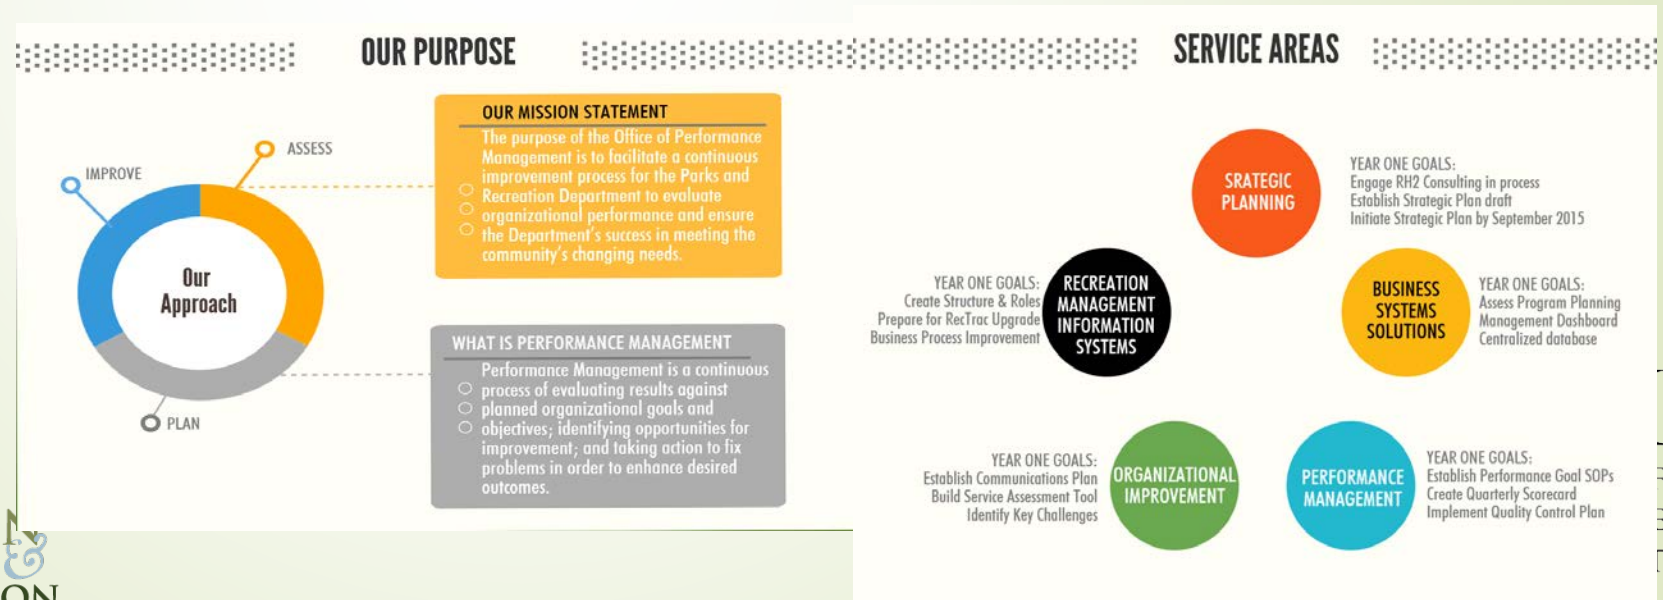 OUR PURPOSE
ASSESS
IMPROVE
Our
Approach
PLAN
OUR MISSION STATEMENT
The purpose of the Office of Performance
Management is to facilitate a continuous
improvement process for the Parks and
Recreation Department to evaluate
organizational performance and ensure
the Department's success in meeting the
community's changing needs.
WHAT IS PERFORMANCE MANAGEMENT
Performance Management is a continuous
process of evaluating results against
planned organizational goals and
objectives; identifying opportunities for
improvement; and taking action to fix
problems in order to enhance desired
outcomes.
SERVICE AREAS
SRATEGIC
PLANNING
YEAR ONE GOALS:
Engage RH2 Consulting in process
Establish Strategic Plan draft
Initiate Strategic Plan by September 2015
YEAR ONE GOALS:
Create Structure & Roles
Prepare for RecTrac Upgrade
Business Process Improvement
RECREATION
MANAGEMENT
INFORMATION
SYSTEMS
BUSINESS
SYSTEMS
SOLUTIONS
YEAR ONE GOALS:
Assess Program Planning
Management Dashboard
Centralized database
YEAR ONE GOALS:
Establish Communications Plan
Build Service Assessment Tool
Identify Key Challenges
ORGANIZATIONAL
IMPROVEMENT
PERFORMANCE
MANAGEMENT
YEAR ONE GOALS:
Establish Performance Goal SOPs
Create Quarterly Scorecard
Implement Quality Control Plan
N
&
ON